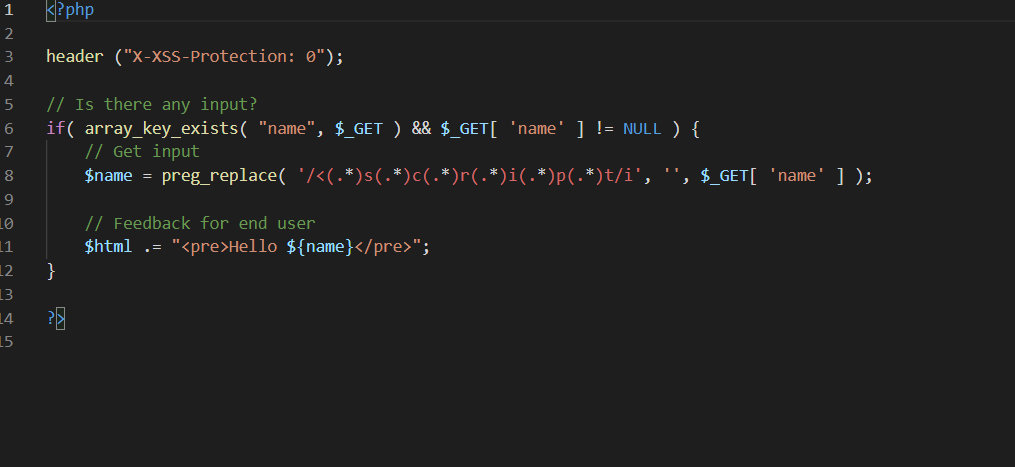 1 <?php
2
3 header ("X-XSS-Protection: 0");
4
5 // Is there any input?
6 if( array_key_exists( "name", $_GET ) && $_GET[ 'name' ] != NULL ) {
7     // Get input
8     $name = preg_replace( '/<(.*)s(.*)c(.*)r(.*)i(.*)p(.*)t/i', '', $_GET[ 'name' ] );
9
10     // Feedback for end user
11     $html .= "<pre>Hello ${name}</pre>";
12 }
13
14 ?>
15